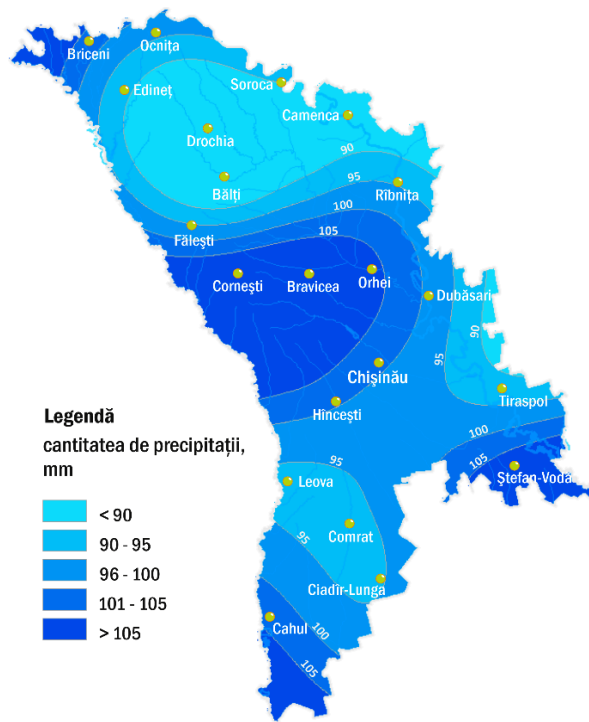 Ocnița
Briceni
Edineț
Soroca
Camenca
Drochia
90
Bălți
95
Rîbnița
100
Fălești
105
Cornești
Bravicea
Orhei
Dubăsari
90
95
Chișinău
Tiraspol
Hîncești
100
105
Ștefan-Vodă
95
Leova
Comrat
95
Ciadîr-Lunga
Cahul
100
105
Legendă
cantitatea de precipitații,
mm
< 90
90 - 95
96 - 100
101 - 105
> 105